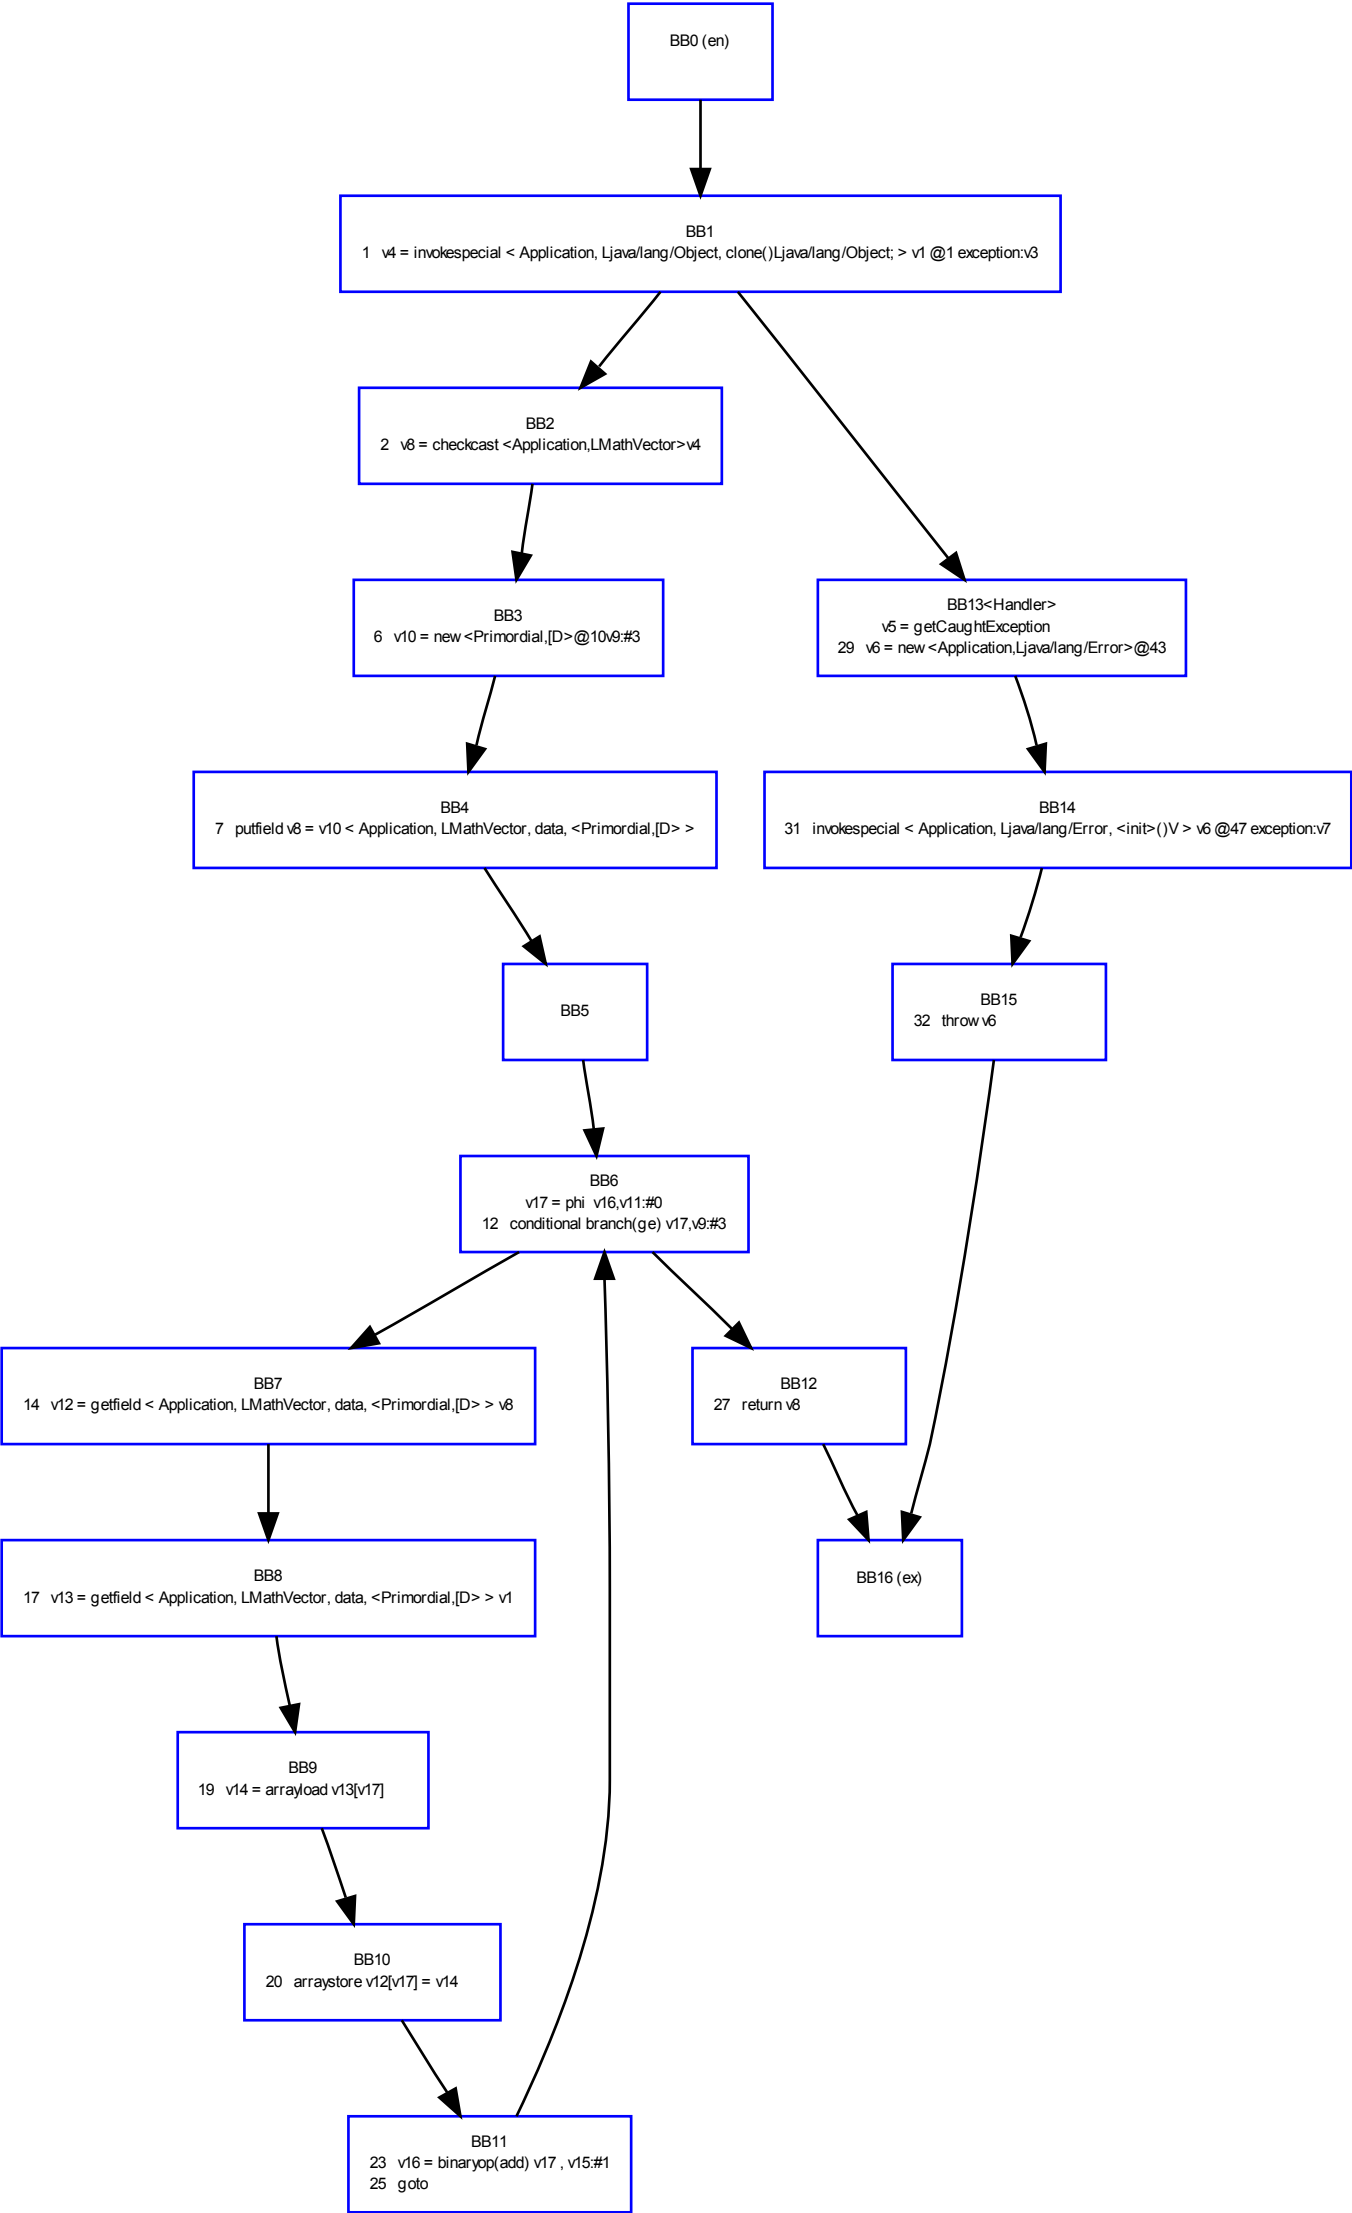 BB0 (en)
BB1
1 v4 = invokespecial < Application, Ljava/lang/Object, clone()Ljava/lang/Object; > v1 @1 exception:v3
BB2
2 v8 = checkcast <Application,LMathVector>v4
BB3
6 v10 = new <Primordial,[D>@10v9:#3
BB13<Handler>
v5 = getCaughtException
29 v6 = new <Application,Ljava/lang/Error>@43
BB4
7 putfield v8 = v10 < Application, LMathVector, data, <Primordial,[D> >
BB14
31 invokespecial < Application, Ljava/lang/Error, <init>()V > v6 @47 exception:v7
BB5
BB15
32 throw v6
BB6
v17 = phi v16,v11:#0
12 conditional branch(ge) v17,v9:#3
BB7
14 v12 = getfield < Application, LMathVector, data, <Primordial,[D> > v8
BB12
27 return v8
BB8
17 v13 = getfield < Application, LMathVector, data, <Primordial,[D> > v1
BB16 (ex)
BB9
19 v14 = arrayload v13[v17]
BB10
20 arraystore v12[v17] = v14
BB11
23 v16 = binaryop(add) v17 , v15:#1
25 goto